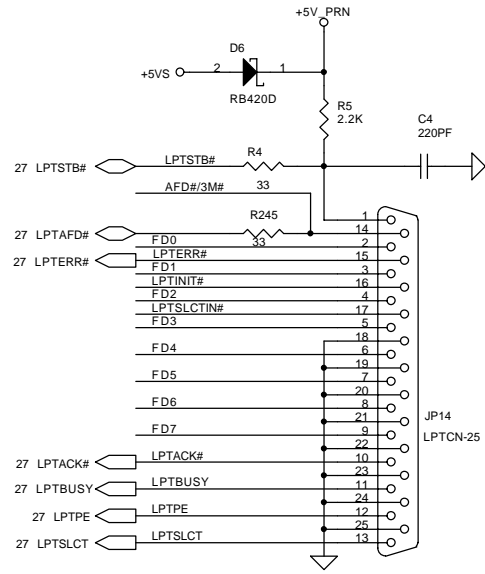 +5V_PRN
D6
+5VS 2 1
RB420D
R5
2.2K
C4
220PF
27 LPTSTB# LPTSTB# R4
33
AFD#/3M#
1
27 LPTAFD# R245
33
14
FD0 2
27 LPTERR# LPTERR# 15
FD1 3
LPTINIT# 16
FD2 4
LPTSLCTIN# 17
FD3 5
18
FD4 6
19
FD5 7
20
FD6 8
21
JP14
FD7 9
LPTCN-25
22
27 LPTACK# LPTACK# 10
23
27 LPTBUSY LPTBUSY 11
24
27 LPTPE LPTPE 12
25
27 LPTSLCT LPTSLCT 13